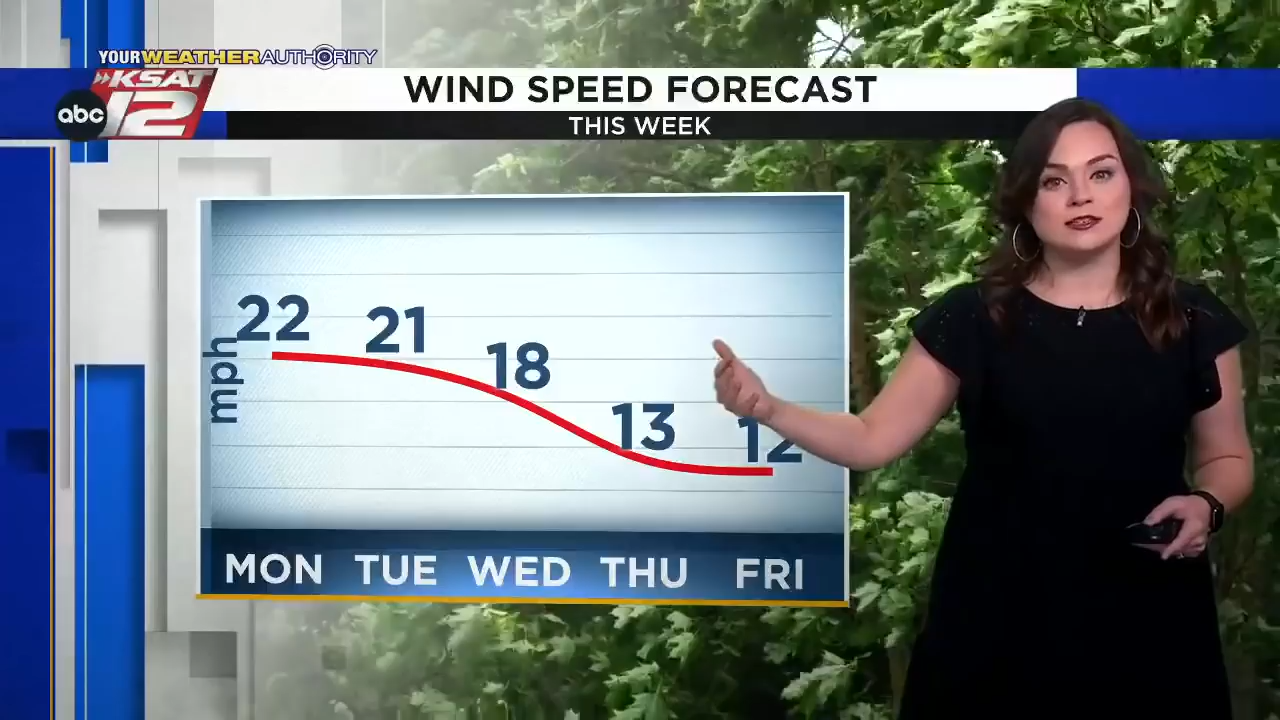 YOURWEATHERAUTHORITY
KSAT
abc 12
WIND SPEED FORECAST
THIS WEEK
22
21
18
13
12
mph
MON TUE WED THU FRI